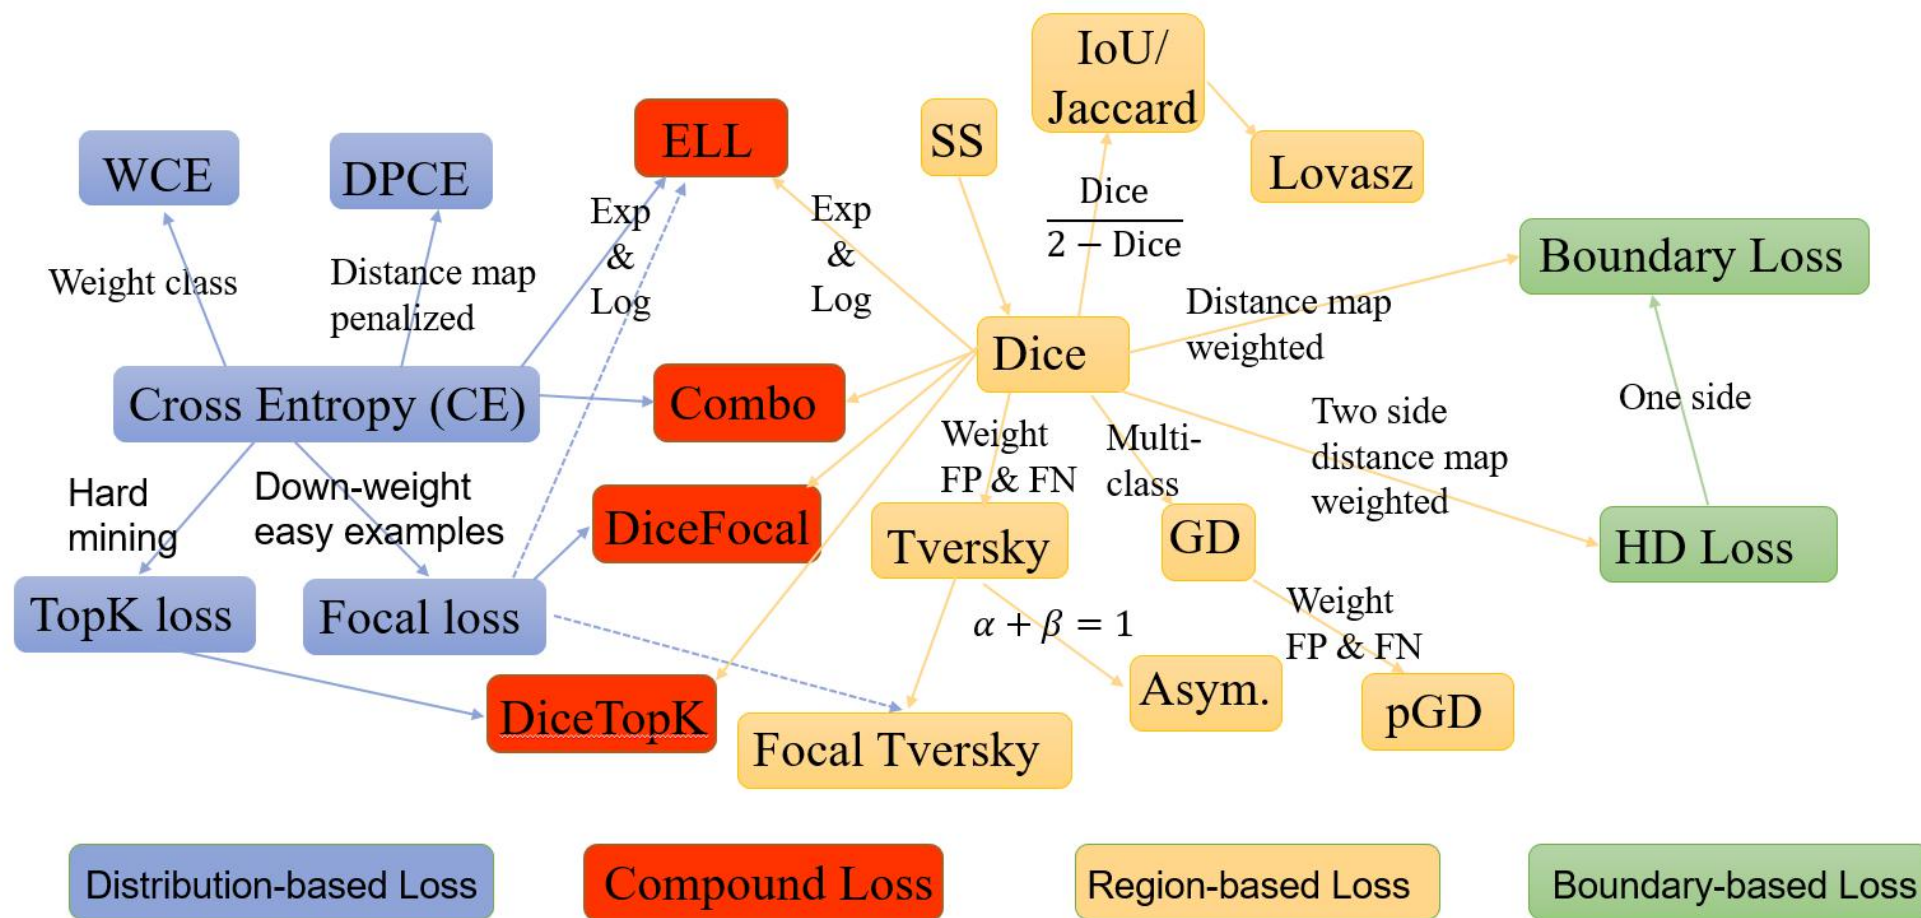 IoU/
Jaccard
ELL
SS
WCE
DPCE
Lovasz
Exp
&
Log
Exp
&
Log
Dice
2 − Dice
Boundary Loss
Weight class
Distance map
penalized
Distance map
weighted
Dice
Cross Entropy (CE)
Combo
One side
Two side
distance map
weighted
Weight
FP & FN
Multi-
class
Hard
mining
Down-weight
easy examples
DiceFocal
Tversky
GD
HD Loss
TopK loss
Focal loss
α + β = 1
Weight
FP & FN
DiceTopK
Asym.
pGD
Focal Tversky
Distribution-based Loss
Compound Loss
Region-based Loss
Boundary-based Loss